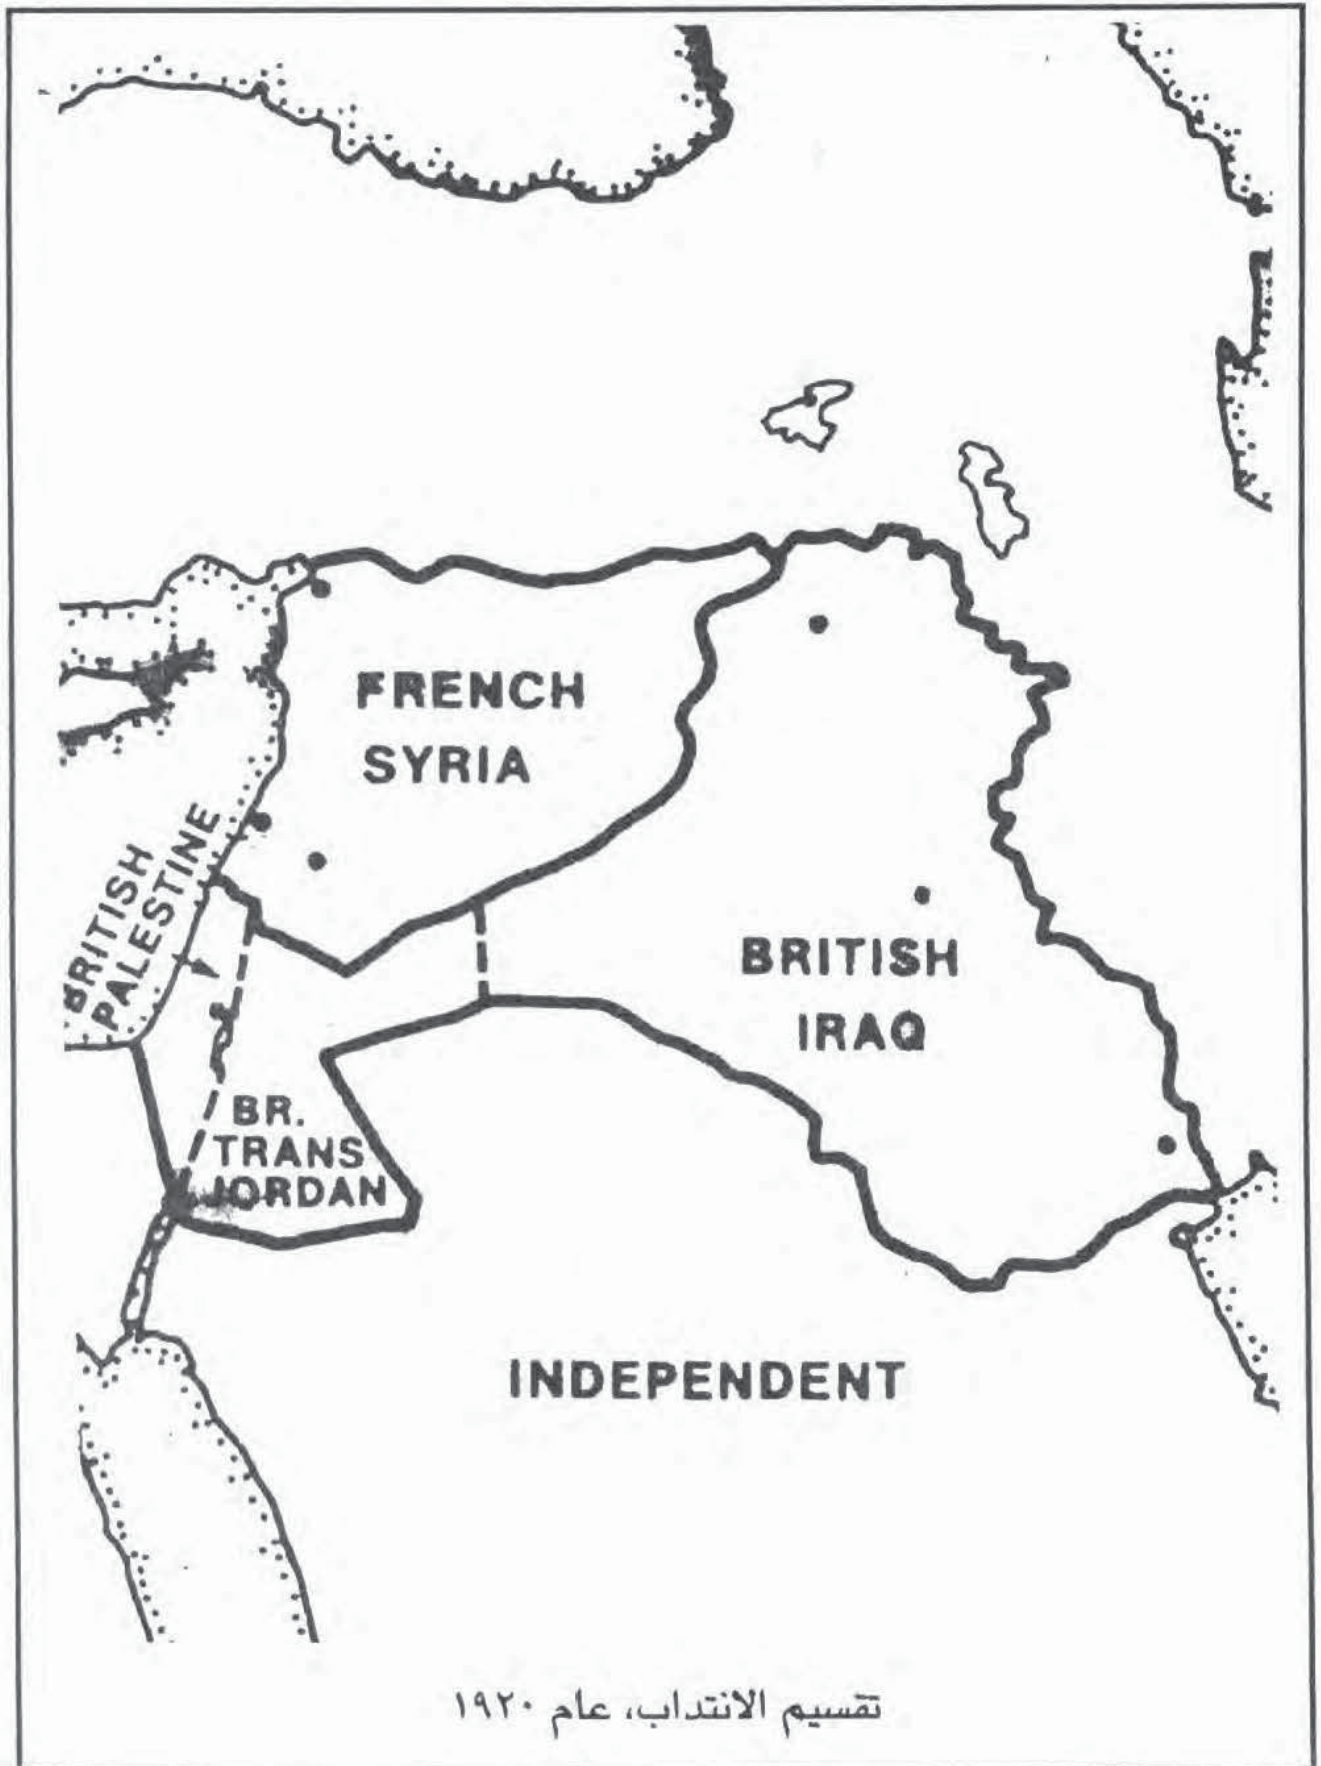 FRENCH
SYRIA
BRITISH
PALESTINE
BRITISH
IRAQ
BR.
TRANS
JORDAN
INDEPENDENT
تقسيم الانتداب، عام ١٩٢٠